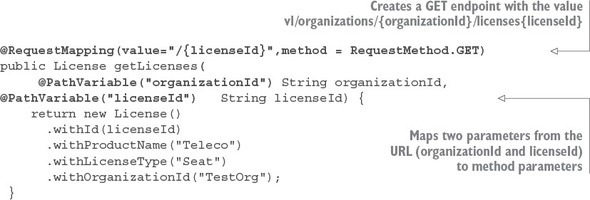 Creates a GET endpoint with the value
vl/organizations/{organizationId}/licenses{licenseId}
@RequestMapping(value="/{licenseId}",method = RequestMethod.GET)
public License getLicenses(
@PathVariable("organizationId") String organizationId,
@PathVariable("licenseId") String licenseId) {
return new License()
.withId(licenseId)
.withProductName("Teleco")
.withLicenseType("Seat")
.withOrganizationId("TestOrg");
}
Maps two parameters from the
URL (organizationId and licenseId)
to method parameters